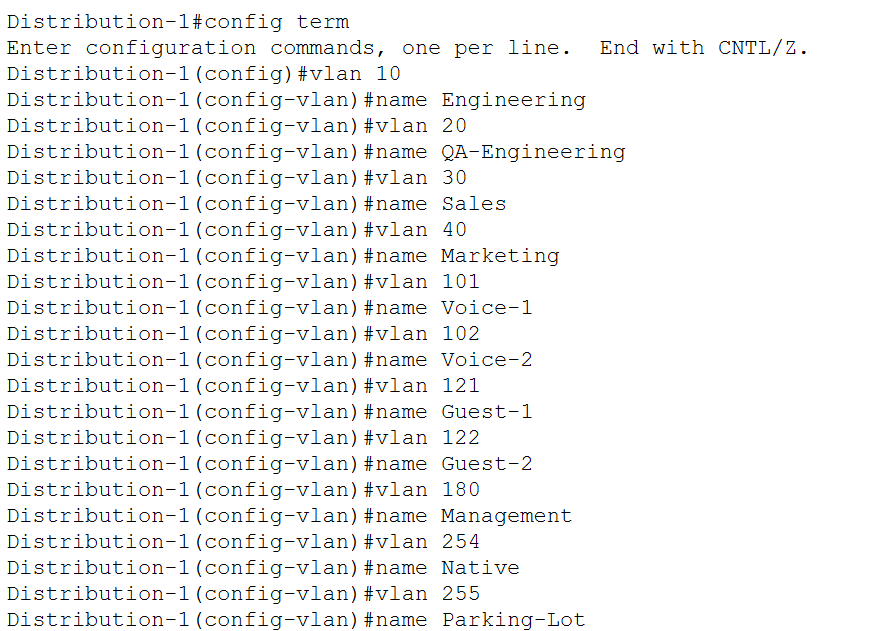 Distribution-1#config term
Enter configuration commands, one per line.  End with CNTL/Z.
Distribution-1(config)#vlan 10
Distribution-1(config-vlan)#name Engineering
Distribution-1(config-vlan)#vlan 20
Distribution-1(config-vlan)#name QA-Engineering
Distribution-1(config-vlan)#vlan 30
Distribution-1(config-vlan)#name Sales
Distribution-1(config-vlan)#vlan 40
Distribution-1(config-vlan)#name Marketing
Distribution-1(config-vlan)#vlan 101
Distribution-1(config-vlan)#name Voice-1
Distribution-1(config-vlan)#vlan 102
Distribution-1(config-vlan)#name Voice-2
Distribution-1(config-vlan)#vlan 121
Distribution-1(config-vlan)#name Guest-1
Distribution-1(config-vlan)#vlan 122
Distribution-1(config-vlan)#name Guest-2
Distribution-1(config-vlan)#vlan 180
Distribution-1(config-vlan)#name Management
Distribution-1(config-vlan)#vlan 254
Distribution-1(config-vlan)#name Native
Distribution-1(config-vlan)#vlan 255
Distribution-1(config-vlan)#name Parking-Lot